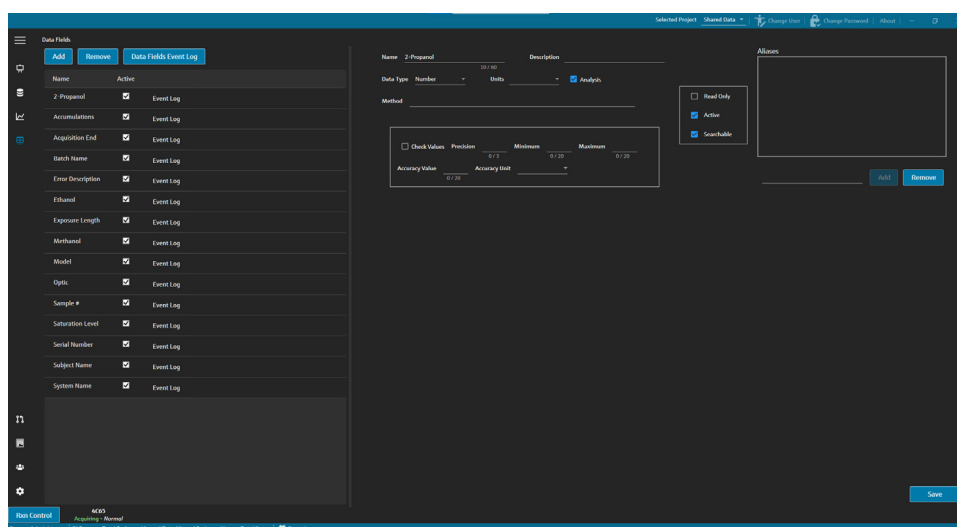 Selected Project Shared Data Change User Change Password About
Data Fields
Add Remove Data Fields Event Log
Name Active
2-Propanol Event Log
Accumulations Event Log
Acquisition End Event Log
Batch Name Event Log
Error Description Event Log
Ethanol Event Log
Exposure Length Event Log
Methanol Event Log
Model Event Log
Optic Event Log
Sample # Event Log
Saturation Level Event Log
Serial Number Event Log
Subject Name Event Log
System Name Event Log
Name 2-Propanol Description
10 / 60
Data Type Number Units Analysis
Method
Check Values Precision Minimum Maximum
0 / 3 0 / 20 0 / 20
Accuracy Value Accuracy Unit
0 / 20
Read Only
Active
Searchable
Aliases
Add Remove
Save
Rxn Control 4C65
Acquiring - Normal